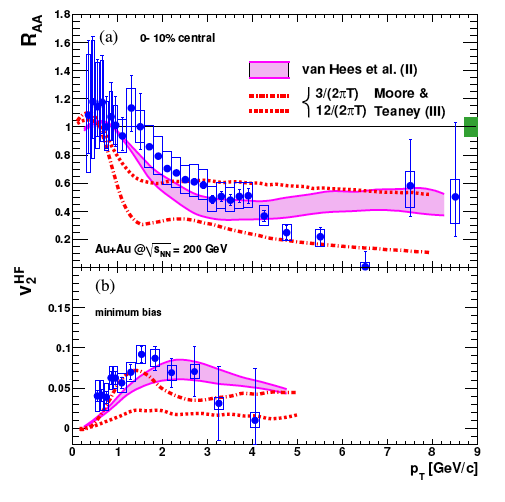 R_AA
1.8
1.6
1.4
1.2
1
0.8
0.6
0.4
0.2
(a) 0- 10% central
van Hees et al. (II)
3/(2πT) Moore &
12/(2πT) Teaney (III)
Au+Au @ √s_NN = 200 GeV
v_2^HF
0.15
0.1
0.05
0
(b)
minimum bias
0 1 2 3 4 5 6 7 8 9
p_T [GeV/c]